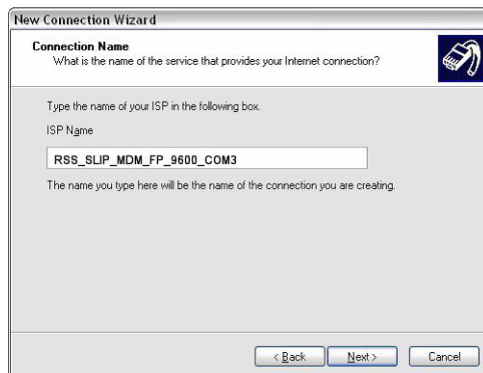 New Connection Wizard
Connection Name
What is the name of the service that provides your Internet connection?
Type the name of your ISP in the following box.
ISP Name
RSS_SLIP_MDM_FP_9600_COM3
The name you type here will be the name of the connection you are creating.
< Back Next > Cancel